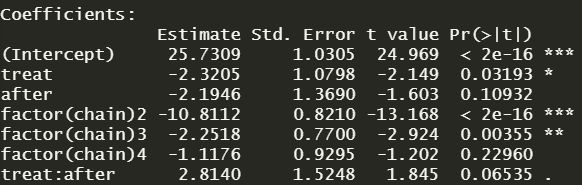 Coefficients:
Estimate Std. Error t value Pr(>|t|)
(Intercept) 25.7309 1.0305 24.969 < 2e-16 ***
treat -2.3205 1.0798 -2.149 0.03193 *
after -2.1946 1.3690 -1.603 0.10932
factor(chain)2 -10.8112 0.8210 -13.168 < 2e-16 ***
factor(chain)3 -2.2518 0.7700 -2.924 0.00355 **
factor(chain)4 -1.1176 0.9295 -1.202 0.22960
treat:after 2.8140 1.5248 1.845 0.06535 .